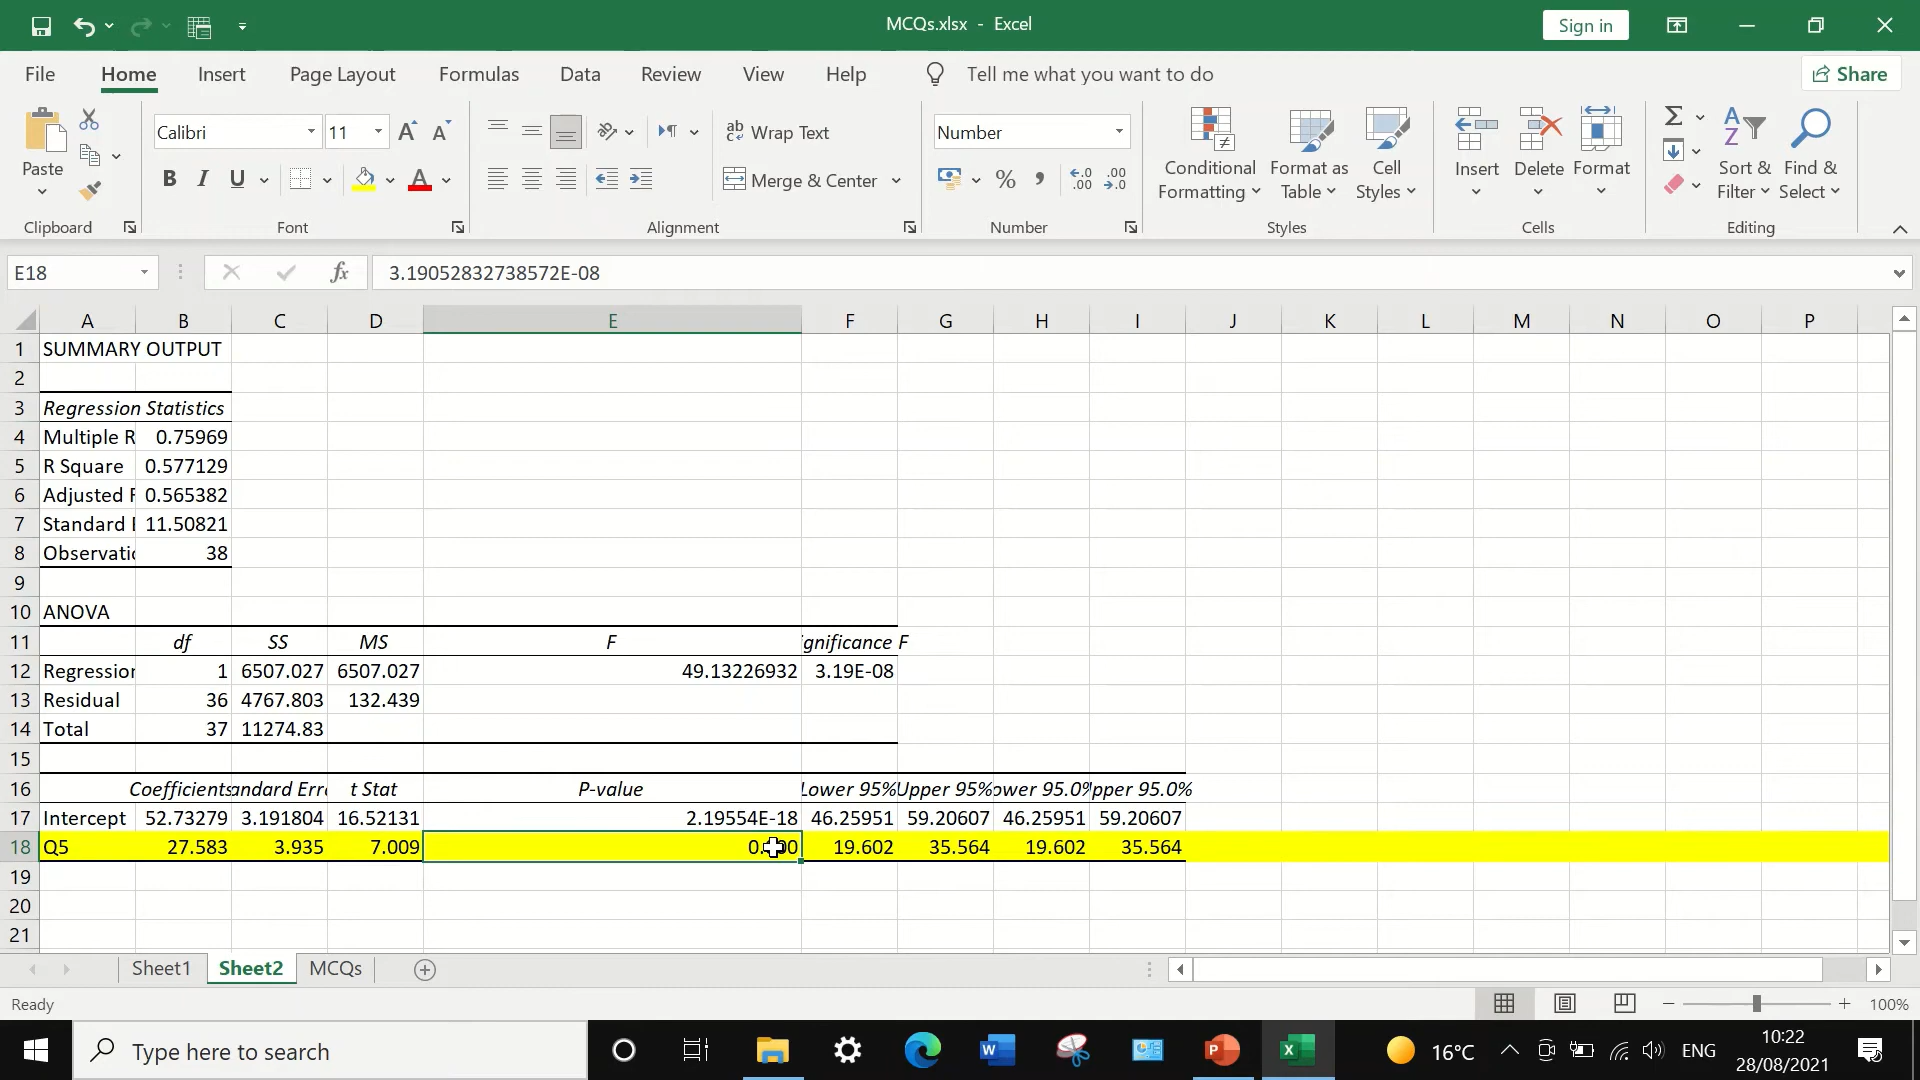 MCQs.xlsx - Excel
Sign in
File Home Insert Page Layout Formulas Data Review View Help Tell me what you want to do Share
Calibri 11 Wrap Text Number
Paste Conditional Formatting Format as Table Cell Styles Insert Delete Format Sort & Filter Find & Select
B I U Merge & Center
Clipboard Font Alignment Number Styles Cells Editing
E18 fx 3.19052832738572E-08
A B C D E F G H I J K L M N O P
1 SUMMARY OUTPUT
2
3 Regression Statistics
4 Multiple R 0.75969
5 R Square 0.577129
6 Adjusted 0.565382
7 Standard 11.50821
8 Observati 38
9
10 ANOVA
11 df SS MS F gnificance F
12 Regression 1 6507.027 6507.027 49.13226932 3.19E-08
13 Residual 36 4767.803 132.439
14 Total 37 11274.83
15
16 Coefficients andard Err t Stat P-value Lower 95% Upper 95% ower 95.0% pper 95.0%
17 Intercept 52.73279 3.191804 16.52131 2.19554E-18 46.25951 59.20607 46.25951 59.20607
18 Q5 27.583 3.935 7.009 19.602 35.564 19.602 35.564
19
20
21
Sheet1 Sheet2 MCQs
Ready 100%
Type here to search 16°C ENG 10:22
28/08/2021